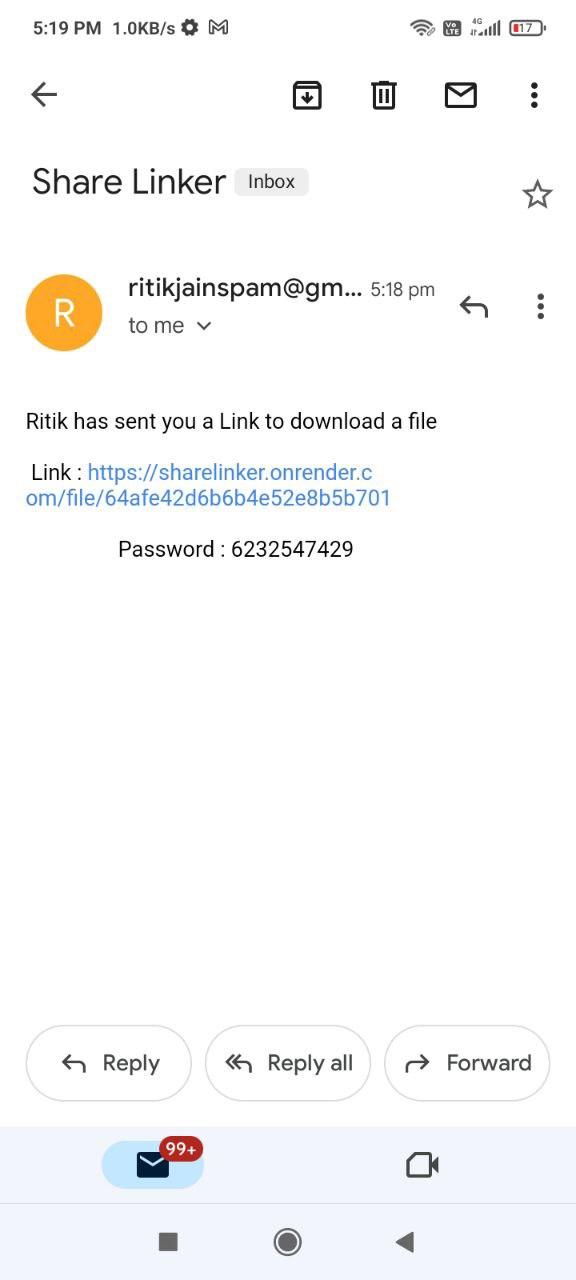 5:19 PM 1.0KB/s
Vo LTE 4G 17
Share Linker Inbox
R
ritikjainspam@gm... 5:18 pm
to me
Ritik has sent you a Link to download a file
Link : https://sharelinker.onrender.c
om/file/64afe42d6b6b4e52e8b5b701
Password : 6232547429
Reply Reply all Forward
99+